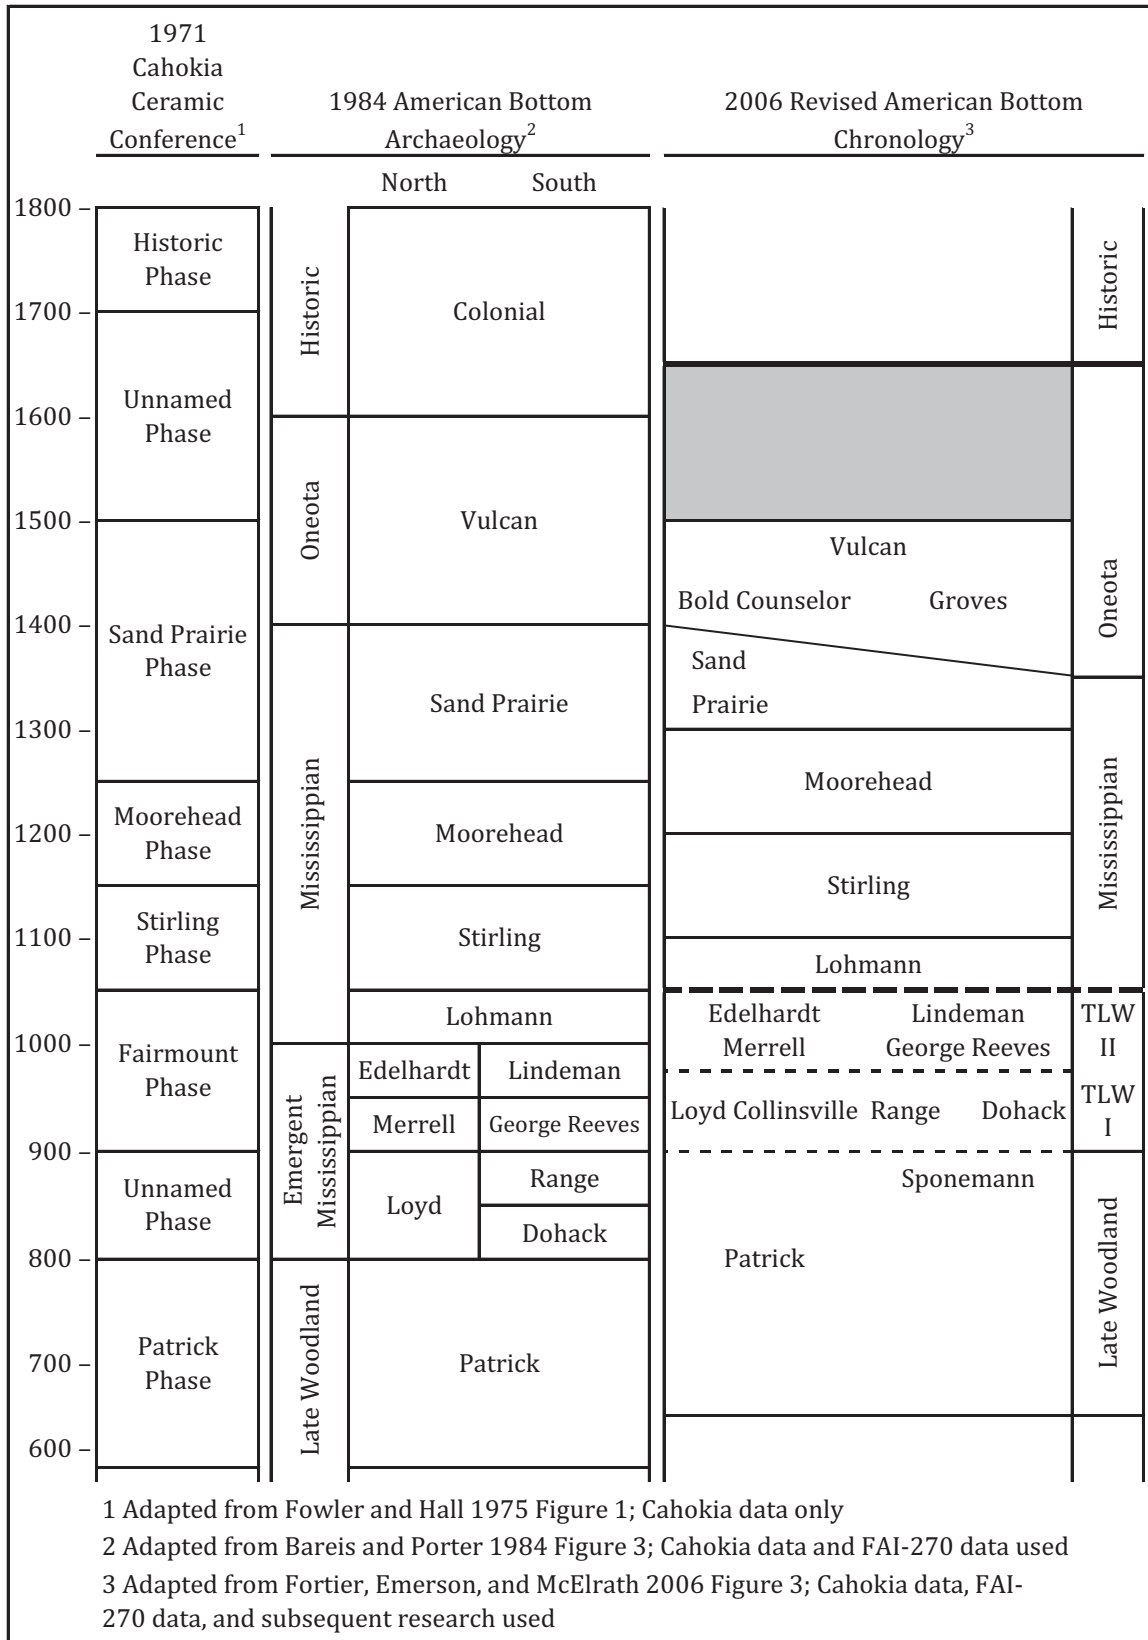 1971
Cahokia
Ceramic
Conference1
1984 American Bottom
Archaeology2
2006 Revised American Bottom
Chronology3
North South
1800 –
1700 –
1600 –
1500 –
1400 –
1300 –
1200 –
1100 –
1000 –
900 –
800 –
700 –
600 –
Historic
Phase
Unnamed
Phase
Sand Prairie
Phase
Moorehead
Phase
Stirling
Phase
Fairmount
Phase
Unnamed
Phase
Patrick
Phase
Historic
Oneota
Mississippian
Emergent
Mississippian
Late Woodland
Colonial
Vulcan
Sand Prairie
Moorehead
Stirling
Lohmann
Edelhardt Lindeman
Merrell George Reeves
Loyd
Range
Dohack
Patrick
Vulcan
Bold Counselor Groves
Sand
Prairie
Moorehead
Stirling
Lohmann
Edelhardt Lindeman
Merrell George Reeves
Loyd Collinsville Range Dohack
Sponemann
Patrick
Historic
Oneota
Mississippian
TLW
II
TLW
I
Late Woodland
1 Adapted from Fowler and Hall 1975 Figure 1; Cahokia data only
2 Adapted from Bareis and Porter 1984 Figure 3; Cahokia data and FAI-270 data used
3 Adapted from Fortier, Emerson, and McElrath 2006 Figure 3; Cahokia data, FAI-
270 data, and subsequent research used